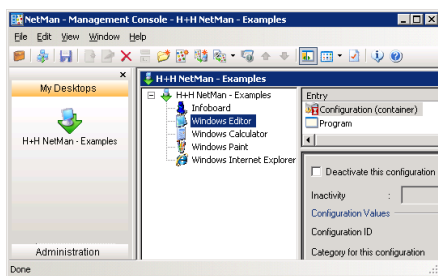 NetMan - Management Console - H+H NetMan - Examples
File Edit View Window Help
My Desktops
H+H NetMan - Examples
Administration
H+H NetMan - Examples
H+H NetMan - Examples
Infoboard
Windows Editor
Windows Calculator
Windows Paint
Windows Internet Explorer
Entry
Configuration (container)
Program
Deactivate this configuration
Inactivity :
Configuration Values
Configuration ID
Category for this configuration
Done